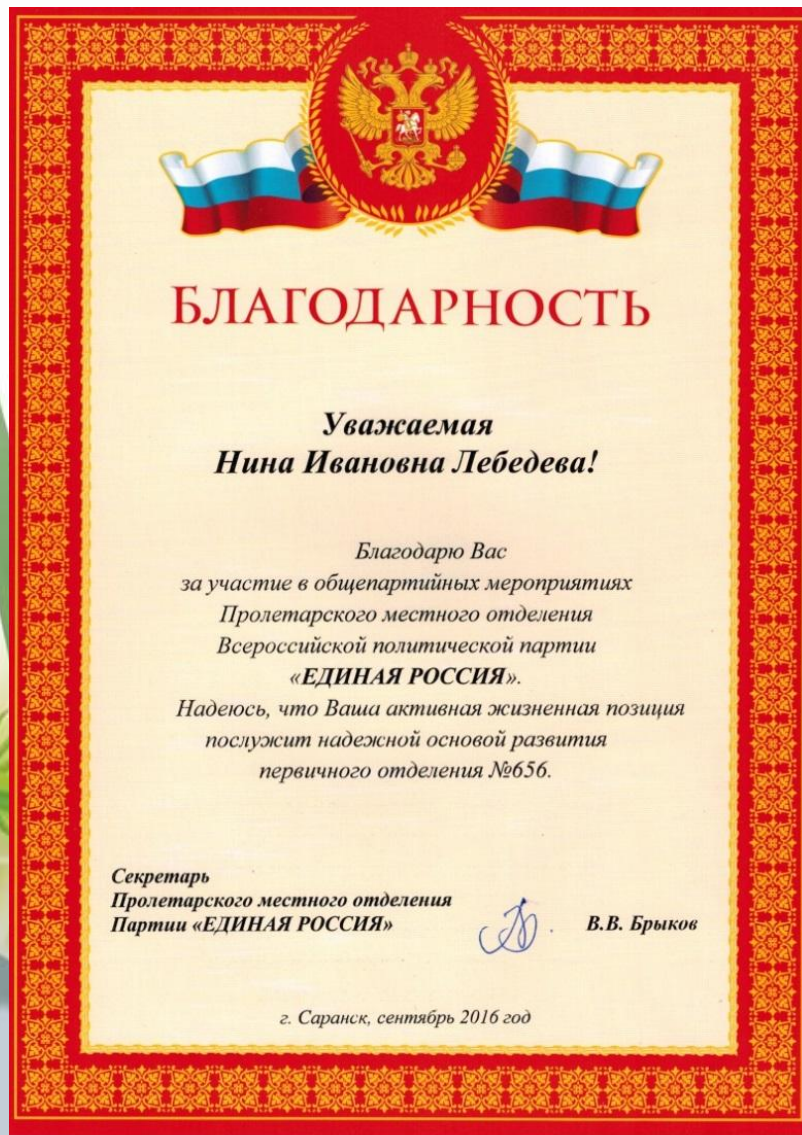 БЛАГОДАРНОСТЬ
Уважаемая
Нина Ивановна Лебедева!
Благодарю Вас
за участие в общепартийных мероприятиях
Пролетарского местного отделения
Всероссийской политической партии
«ЕДИНАЯ РОССИЯ».
Надеюсь, что Ваша активная жизненная позиция
послужит надежной основой развития
первичного отделения №656.
Секретарь
Пролетарского местного отделения
Партии «ЕДИНАЯ РОССИЯ» В.В. Брыков
г. Саранск, сентябрь 2016 год